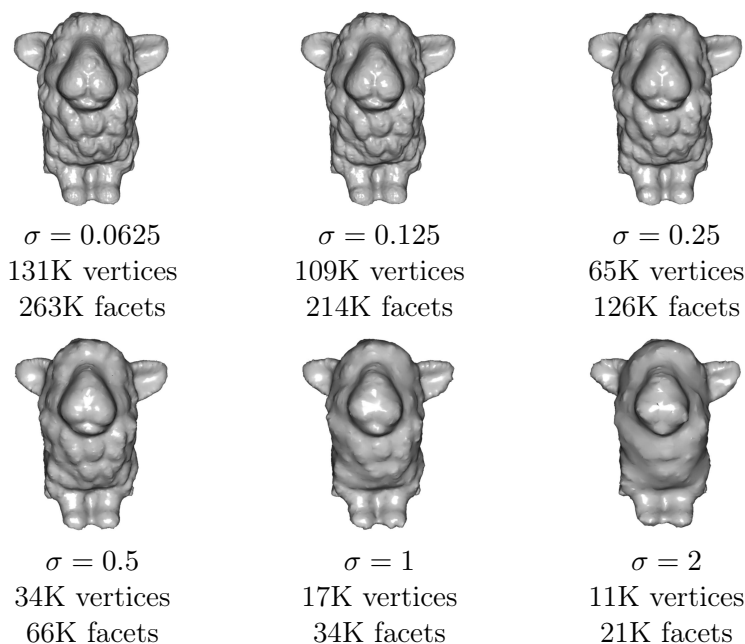 σ = 0.0625
131K vertices
263K facets
σ = 0.125
109K vertices
214K facets
σ = 0.25
65K vertices
126K facets
σ = 0.5
34K vertices
66K facets
σ = 1
17K vertices
34K facets
σ = 2
11K vertices
21K facets